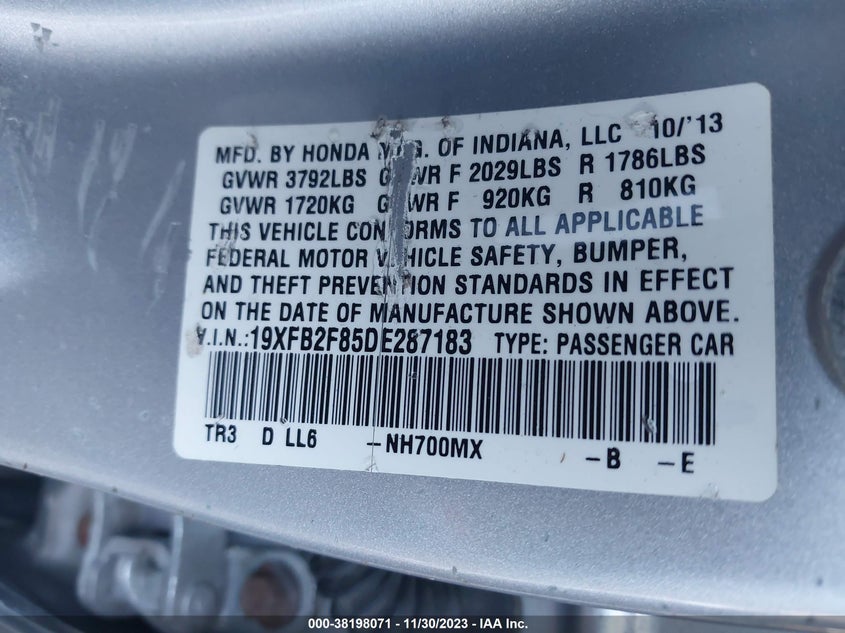 MFD. BY HONDA MFG. OF INDIANA, LLC 10/'13
GVWR 3792LBS GAWR F 2029LBS R 1786LBS
GVWR 1720KG GAWR F 920KG R 810KG
THIS VEHICLE CONFORMS TO ALL APPLICABLE
FEDERAL MOTOR VEHICLE SAFETY, BUMPER,
AND THEFT PREVENTION STANDARDS IN EFFECT
ON THE DATE OF MANUFACTURE SHOWN ABOVE.
V.I.N.:19XFB2F85DE287183 TYPE: PASSENGER CAR
TR3 D LL6 -NH700MX -B -E
000-38198071 - 11/30/2023 - IAA Inc.